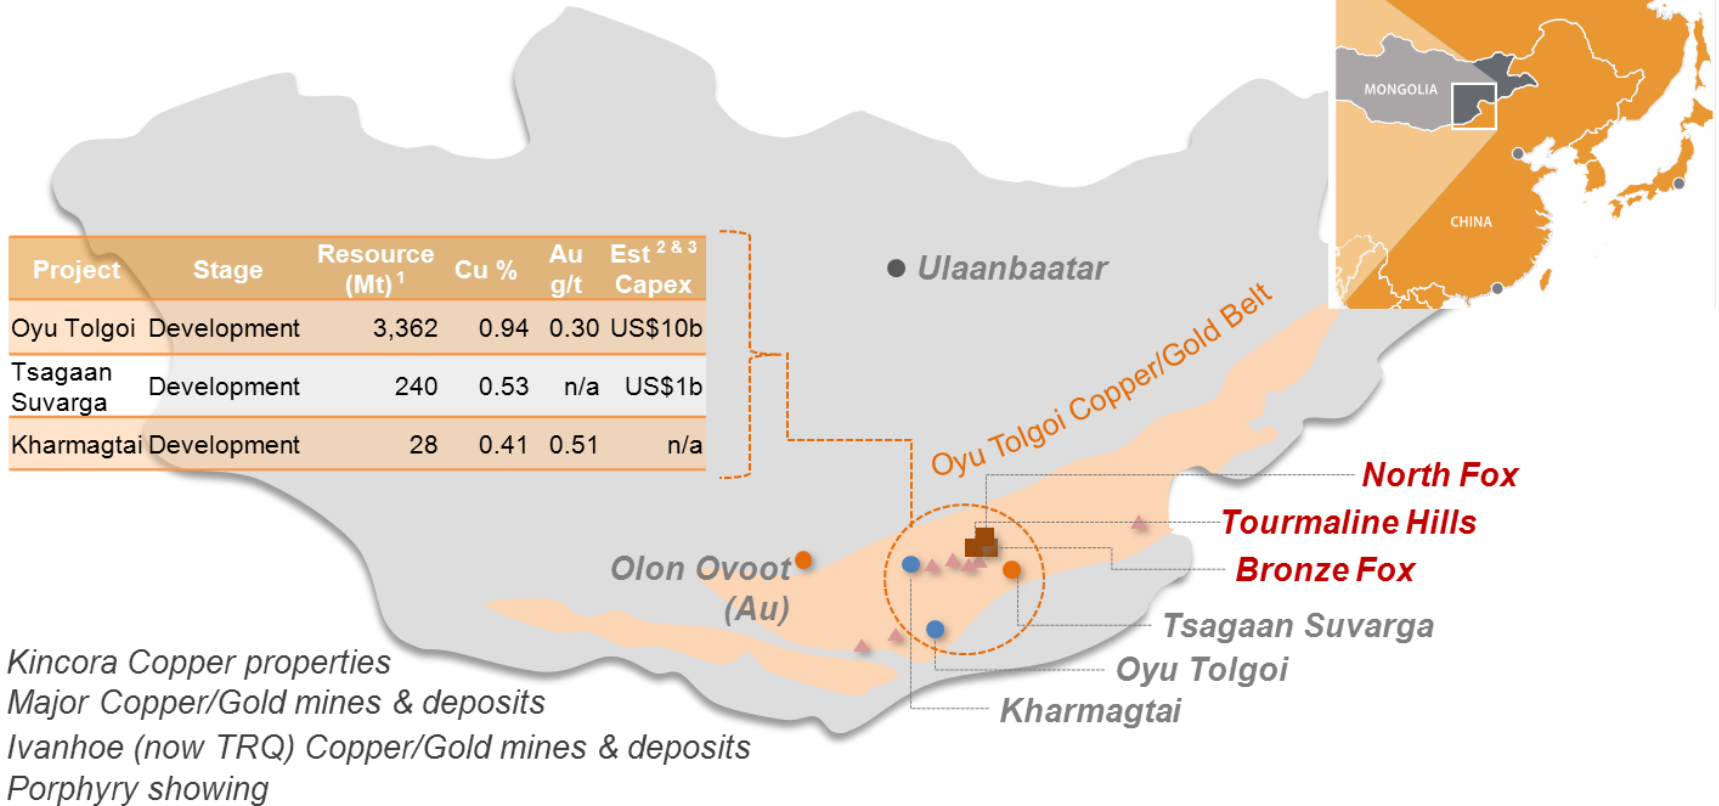 MONGOLIA
CHINA
Project Stage Resource (Mt) 1 Cu % Au g/t Est 2 & 3 Capex
Oyu Tolgoi Development 3,362 0.94 0.30 US$10b
Tsagaan Suvarga Development 240 0.53 n/a US$1b
Kharmagtai Development 28 0.41 0.51 n/a
Ulaanbaatar
Oyu Tolgoi Copper/Gold Belt
North Fox
Tourmaline Hills
Bronze Fox
Olon Ovoot
(Au)
Tsagaan Suvarga
Oyu Tolgoi
Kharmagtai
Kincora Copper properties
Major Copper/Gold mines & deposits
Ivanhoe (now TRQ) Copper/Gold mines & deposits
Porphyry showing